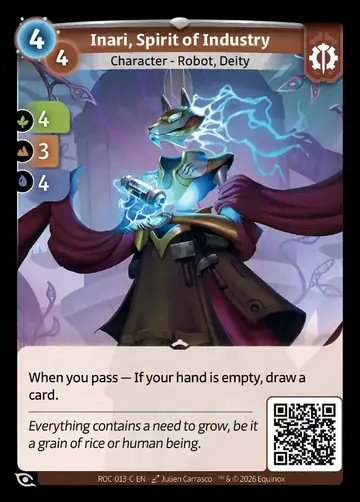 4
4
Inari, Spirit of Industry
Character - Robot, Deity
4
3
4
When you pass — If your hand is empty, draw a
card.
Everything contains a need to grow, be it
a grain of rice or human being.
ROC-013-C-EN - Julien Carrasco - ™ & © 2026 Equinox